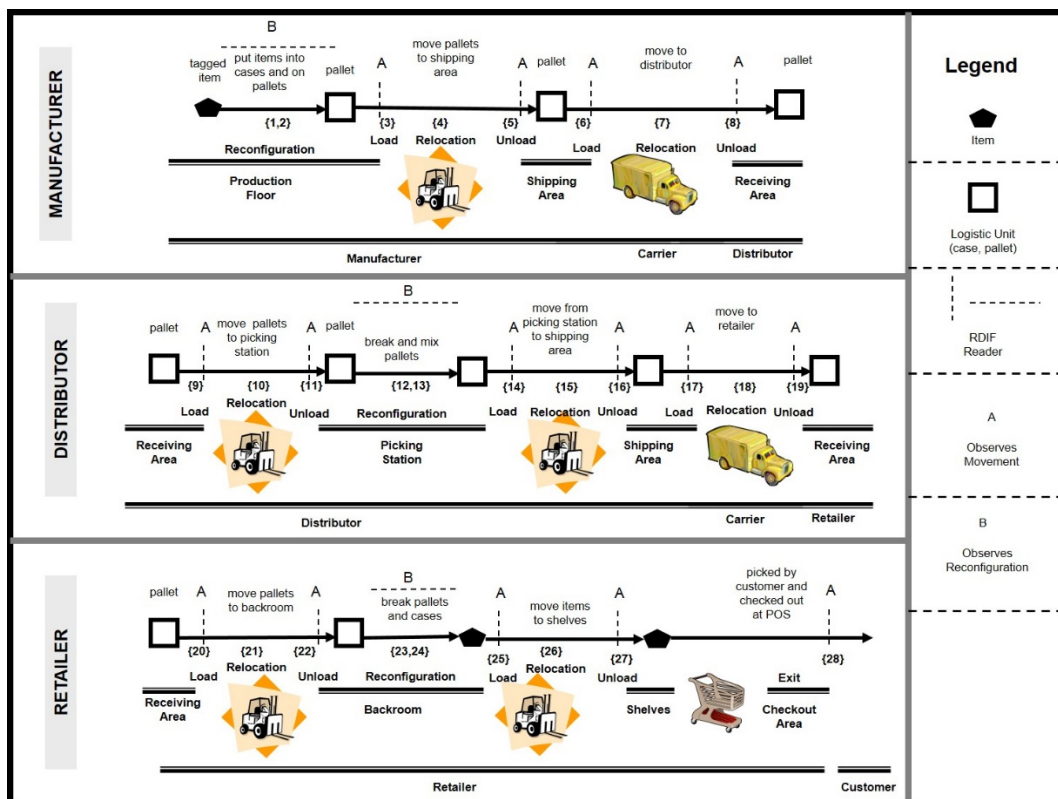 MANUFACTURER
B
tagged
item
put items into
cases and on
pallets
pallet
A
move pallets
to shipping
area
A
pallet
A
move to
distributor
A
pallet
{1,2}
{3}
{4}
{5}
{6}
{7}
{8}
Reconfiguration
Load
Relocation
Unload
Load
Relocation
Unload
Production
Floor
Shipping
Area
Receiving
Area
Manufacturer
Carrier
Distributor
DISTRIBUTOR
pallet
A
move pallets
to picking
station
A
pallet
B
break and mix
pallets
A
move from
picking station
to shipping
area
A
A
move to
retailer
A
{9}
{10}
{11}
{12,13}
{14}
{15}
{16}
{17}
{18}
{19}
Load
Relocation
Unload
Reconfiguration
Load
Relocation
Unload
Load
Relocation
Unload
Receiving
Area
Picking
Station
Shipping
Area
Receiving
Area
Distributor
Carrier
Retailer
RETAILER
pallet
A
move pallets
to backroom
A
B
break pallets
and cases
A
move items
to shelves
A
picked by
customer and
checked out
at POS
A
{20}
{21}
{22}
{23,24}
{25}
{26}
{27}
{28}
Load
Relocation
Unload
Reconfiguration
Load
Relocation
Unload
Exit
Receiving
Area
Backroom
Shelves
Checkout
Area
Retailer
Customer
Legend
Item
Logistic Unit
(case, pallet)
RDIF
Reader
A
Observes
Movement
B
Observes
Reconfiguration